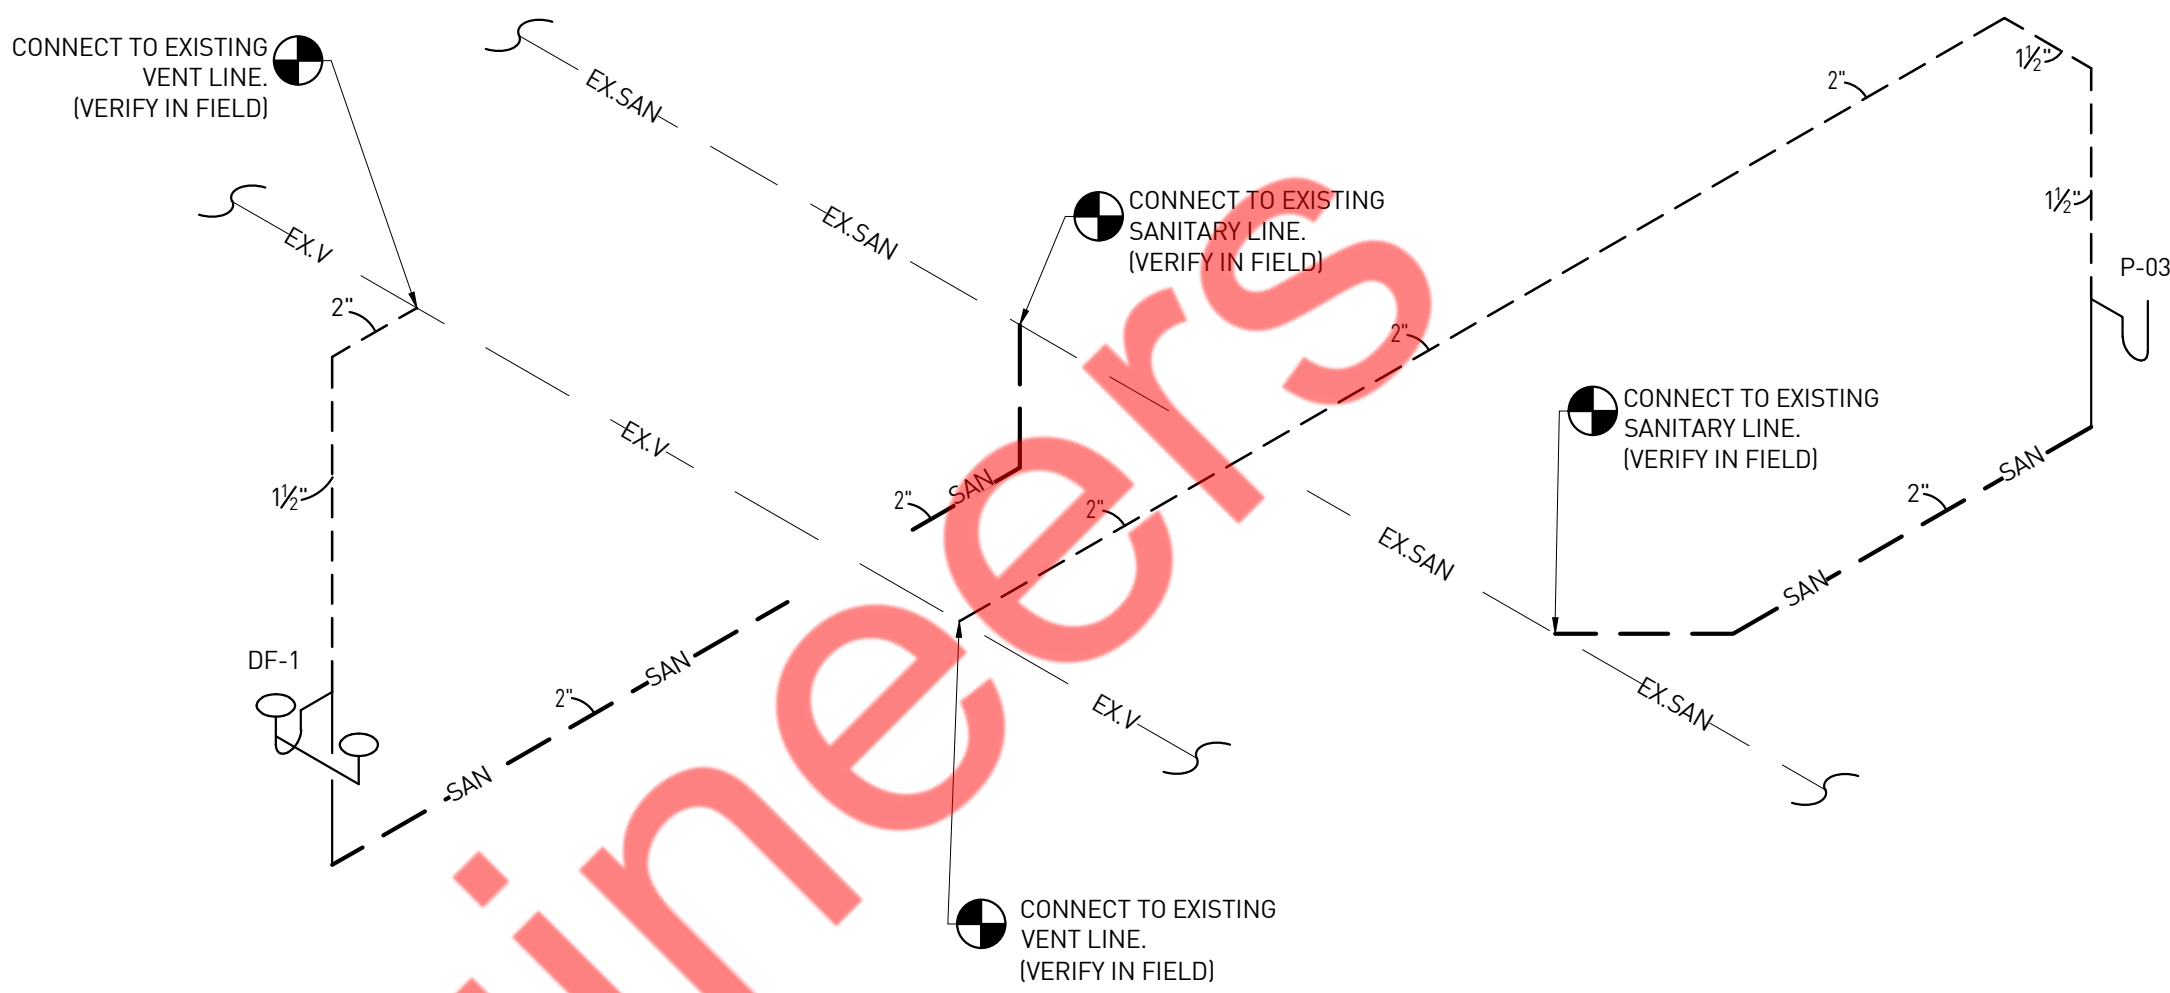 CONNECT TO EXISTING
VENT LINE.
(VERIFY IN FIELD)
EX.SAN
2"
1½"
EX.V
EX.SAN
CONNECT TO EXISTING
SANITARY LINE.
(VERIFY IN FIELD)
1½"
P-03
2"
2"
EX.V
CONNECT TO EXISTING
SANITARY LINE.
(VERIFY IN FIELD)
1½"
2"
SAN
2"
EX.SAN
SAN
2"
SAN
DF-1
2"
SAN
EX.V
EX.SAN
SAN
CONNECT TO EXISTING
VENT LINE.
(VERIFY IN FIELD)
ineers